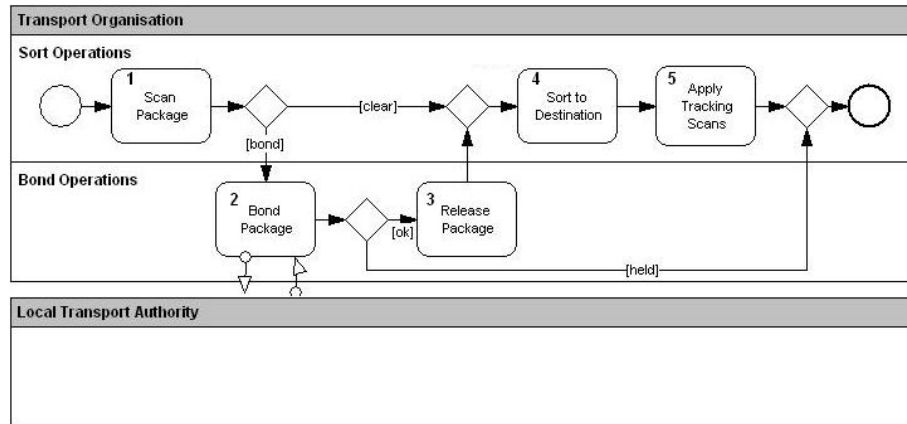 Transport Organisation
Sort Operations
1
Scan
Package
[clear]
[bond]
4
Sort to
Destination
5
Apply
Tracking
Scans
Bond Operations
2
Bond
Package
[ok]
3
Release
Package
[held]
Local Transport Authority